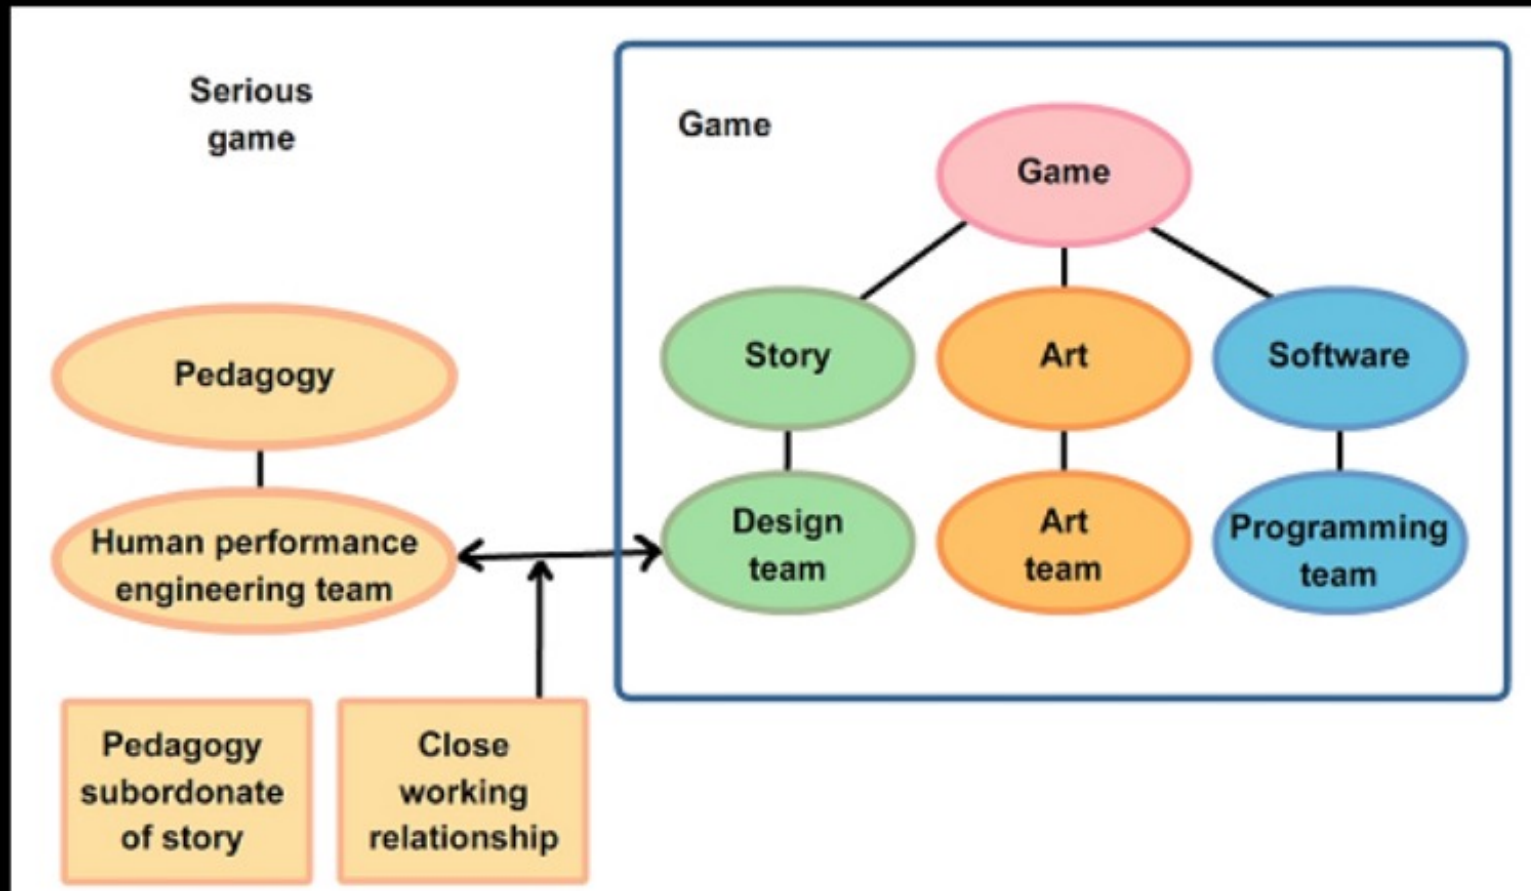 Serious
game
Game
Game
Story
Art
Software
Pedagogy
Design
team
Art
team
Programming
team
Human performance
engineering team
Pedagogy
subordonate
of story
Close
working
relationship